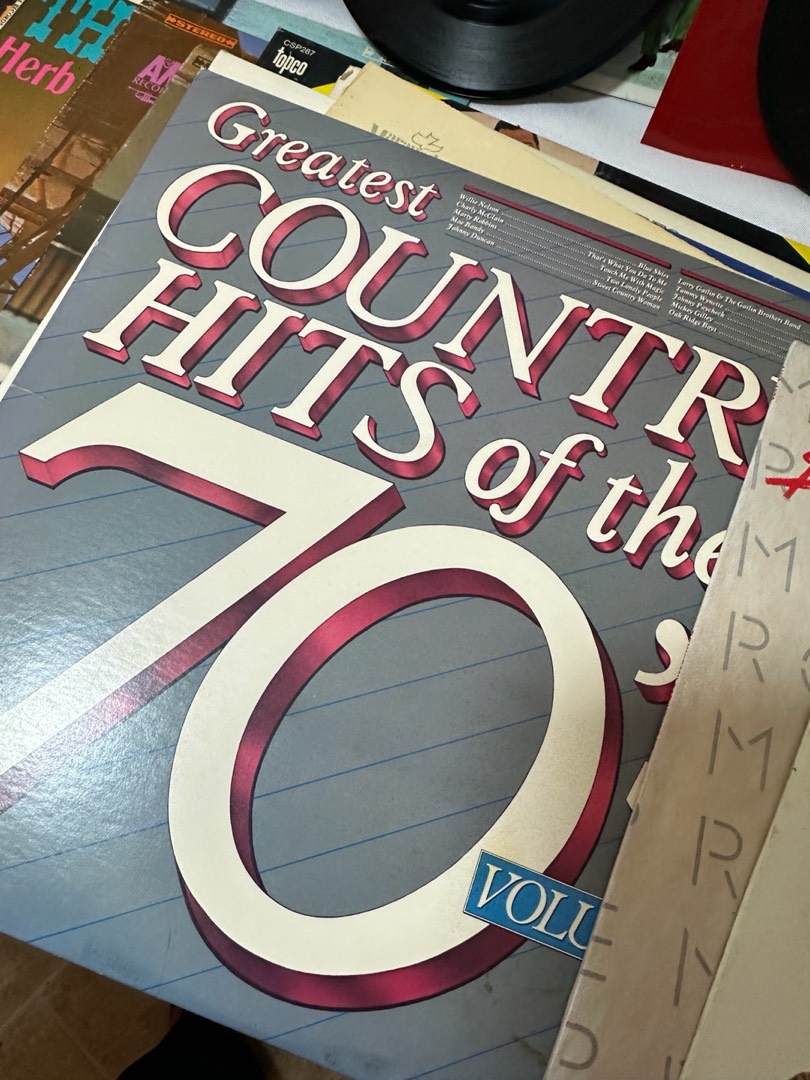 TH
Herb
STEREO
CSP287
topco
Greatest
COUNTR
HITS of the
70's
VOLU
Willie Nelson
Charly McClain
Marty Robbins
Moe Bandy
Johnny Duncan
Blue Skies
That's What You Do To Me
Touch Me With Magic
Two Lonely People
Sweet Country Woman
Larry Gatlin & The Gatlin Brothers Band
Tammy Wynette
Johnny Paycheck
Mickey Gilley
Oak Ridge Boys